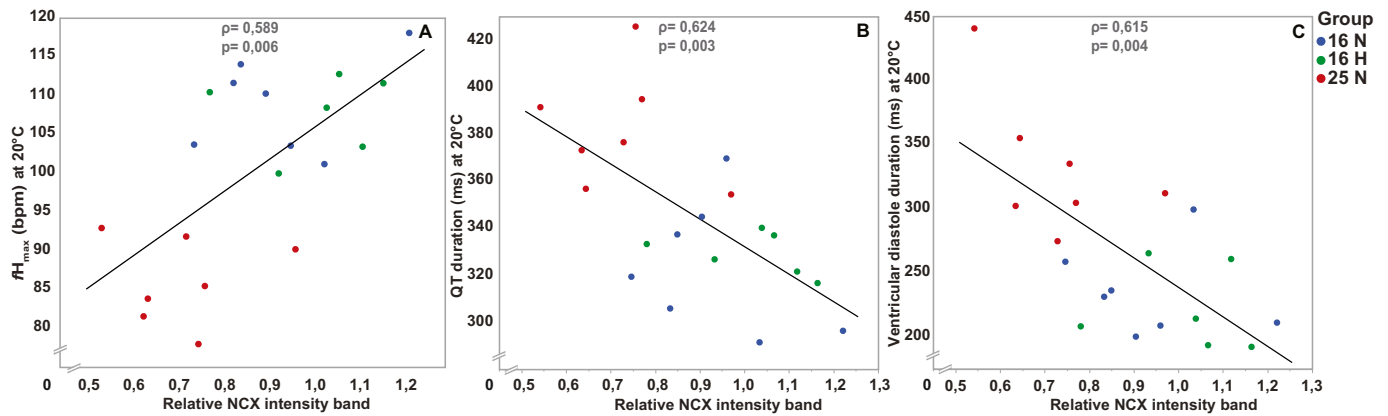 A
ρ= 0,589
p= 0,006
fHmax (bpm) at 20°C
120
115
110
105
100
95
90
85
80
0
0,5 0,6 0,7 0,8 0,9 1,0 1,1 1,2
Relative NCX intensity band
B
ρ= 0,624
p= 0,003
QT duration (ms) at 20°C
420
400
380
360
340
320
300
0
0,5 0,6 0,7 0,8 0,9 1,0 1,1 1,2 1,3
Relative NCX intensity band
C
ρ= 0,615
p= 0,004
Ventricular diastole duration (ms) at 20°C
450
400
350
300
250
200
0
0,5 0,6 0,7 0,8 0,9 1,0 1,1 1,2 1,3
Relative NCX intensity band
Group
16 N
16 H
25 N